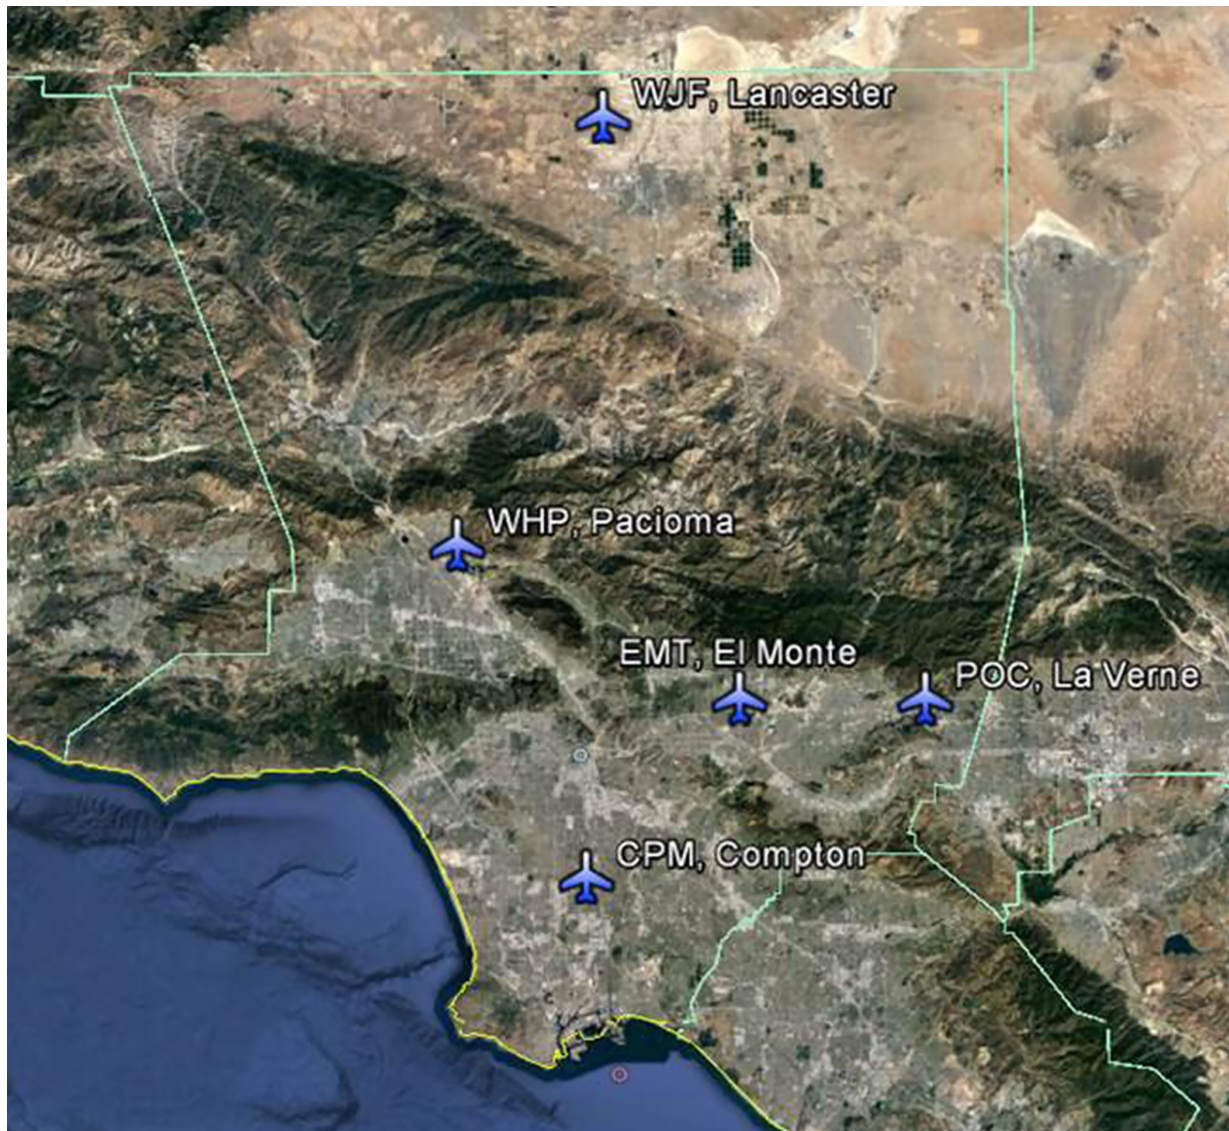 WJF, Lancaster
WHP, Pacioma
EMT, El Monte
POC, La Verne
CPM, Compton